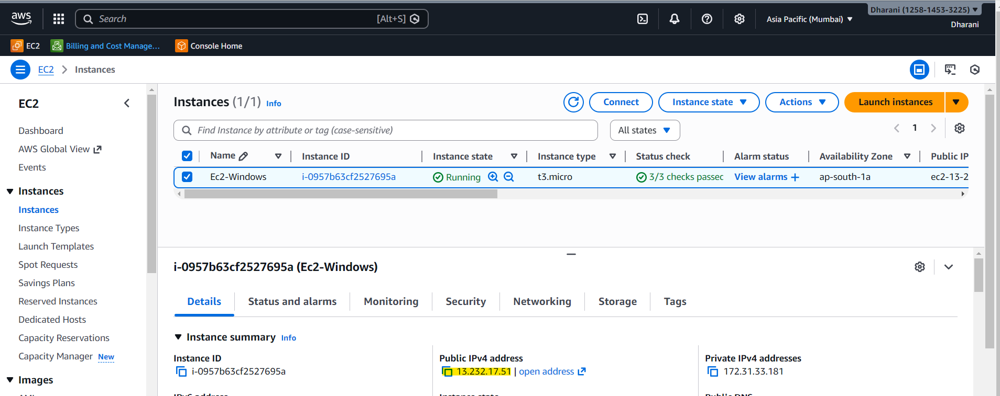 aws
Search [Alt+S]
Asia Pacific (Mumbai)
Dharani (1258-1453-3225)
Dharani
EC2
Billing and Cost Manage...
Console Home
EC2 > Instances
EC2
Dashboard
AWS Global View
Events
Instances
Instances
Instance Types
Launch Templates
Spot Requests
Savings Plans
Reserved Instances
Dedicated Hosts
Capacity Reservations
Capacity Manager New
Images
Instances (1/1) Info
Connect
Instance state
Actions
Launch instances
Find Instance by attribute or tag (case-sensitive)
All states
1
Name Instance ID Instance state Instance type Status check Alarm status Availability Zone Public IP
Ec2-Windows i-0957b63cf2527695a Running t3.micro 3/3 checks passed View alarms + ap-south-1a ec2-13-2
i-0957b63cf2527695a (Ec2-Windows)
Details Status and alarms Monitoring Security Networking Storage Tags
Instance summary Info
Instance ID
i-0957b63cf2527695a
Public IPv4 address
13.232.17.51 | open address
Private IPv4 addresses
172.31.33.181